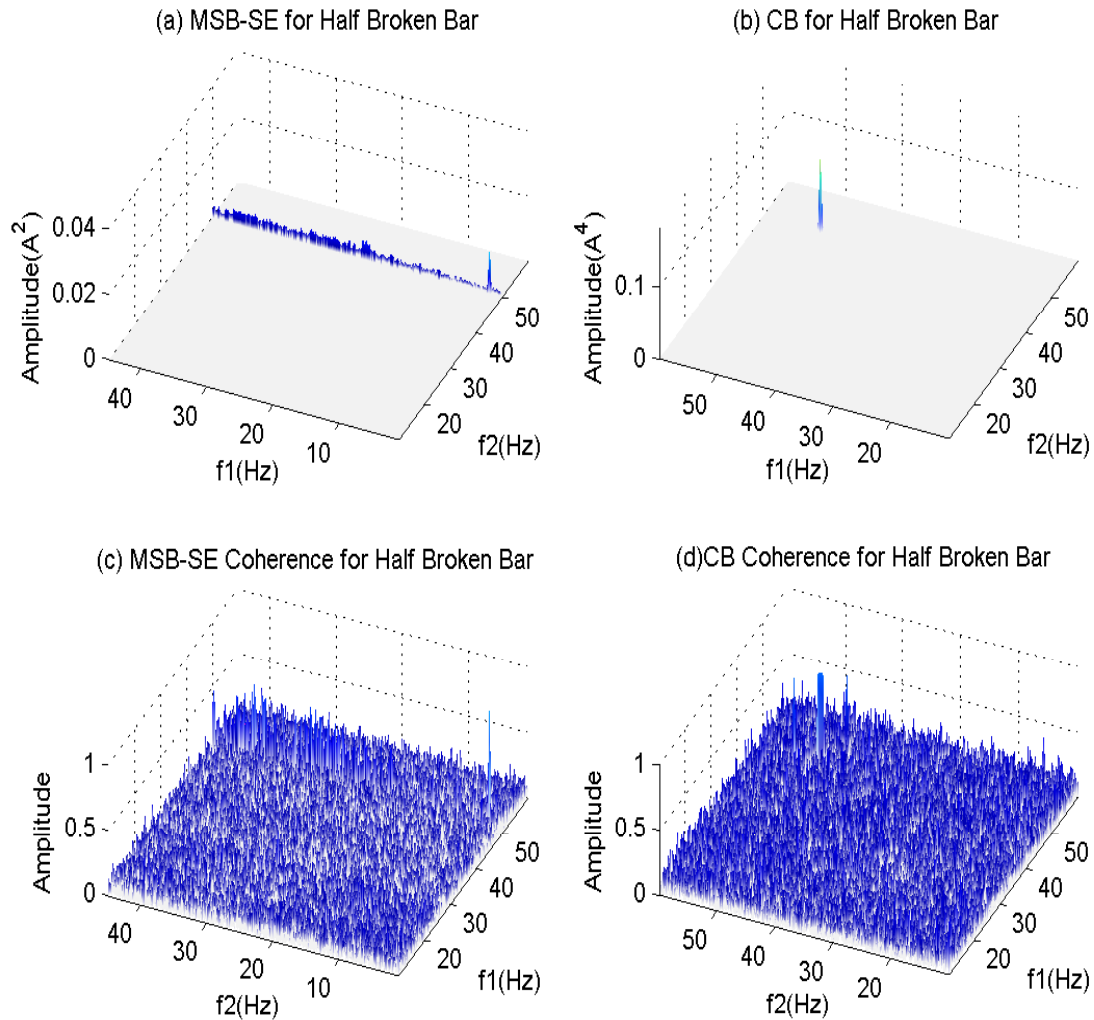 (a) MSB-SE for Half Broken Bar
Amplitude(A^2)
0.04
0.02
0
40
30
20
10
f1(Hz)
20
30
40
50
f2(Hz)
(b) CB for Half Broken Bar
Amplitude(A^4)
0.1
0
50
40
30
20
f1(Hz)
20
30
40
50
f2(Hz)
(c) MSB-SE Coherence for Half Broken Bar
Amplitude
1
0.5
0
40
30
20
10
f2(Hz)
20
30
40
50
f1(Hz)
(d)CB Coherence for Half Broken Bar
Amplitude
1
0.5
0
50
40
30
20
f2(Hz)
20
30
40
50
f1(Hz)